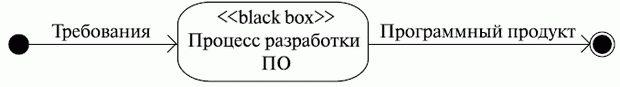 Требования
<<black box>>
Процесс разработки
ПО
Программный продукт